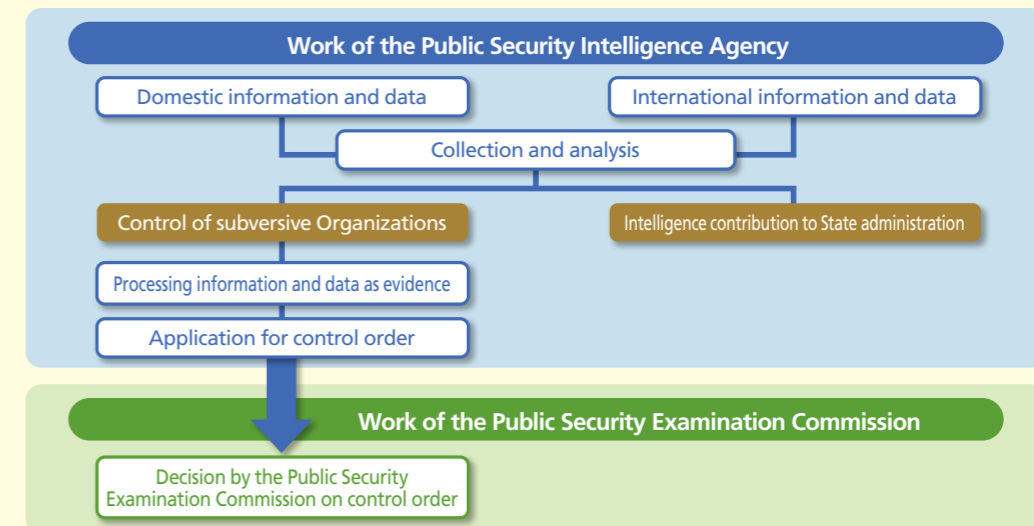 Work of the Public Security Intelligence Agency
Domestic information and data
International information and data
Collection and analysis
Control of subversive Organizations
Intelligence contribution to State administration
Processing information and data as evidence
Application for control order
Work of the Public Security Examination Commission
Decision by the Public Security
Examination Commission on control order